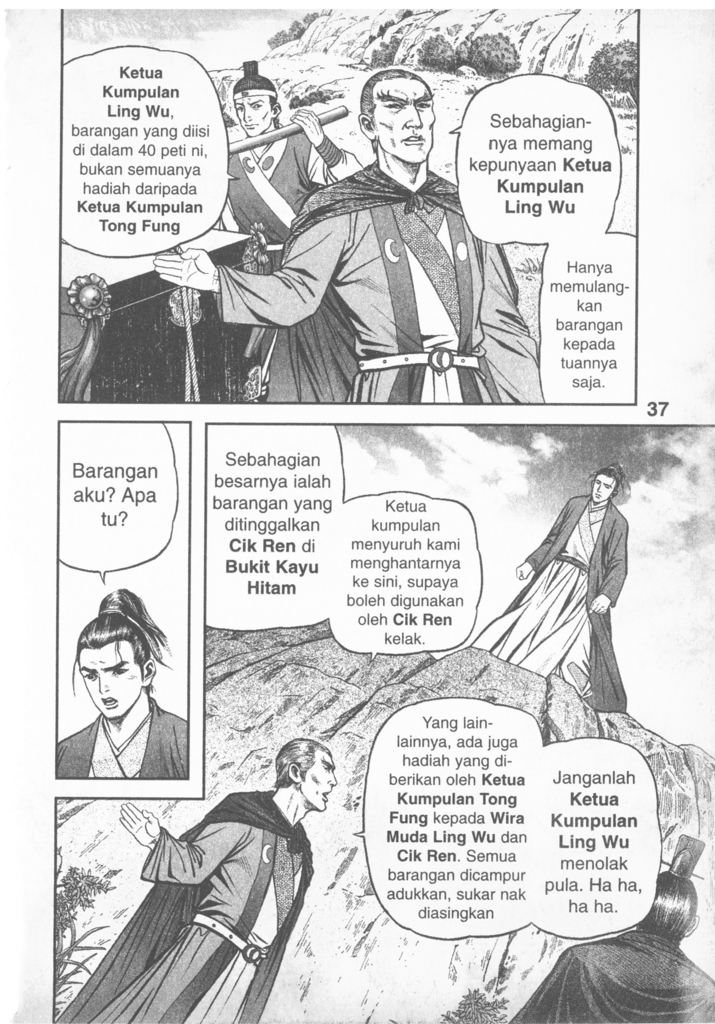 Ketua
Kumpulan
Ling Wu,
barangan yang diisi
di dalam 40 peti ni,
bukan semuanya
hadiah daripada
Ketua Kumpulan
Tong Fung
Sebahagian-
nya memang
kepunyaan Ketua
Kumpulan
Ling Wu
Hanya
memulang-
kan
barangan
kepada
tuannya
saja.
37
Barangan
aku? Apa
tu?
Sebahagian
besarnya ialah
barangan yang
ditinggalkan
Cik Ren di
Bukit Kayu
Hitam
Ketua
kumpulan
menyuruh kami
menghantarnya
ke sini, supaya
boleh digunakan
oleh Cik Ren
kelak.
Yang lain-
lainnya, ada juga
hadiah yang di-
berikan oleh Ketua
Kumpulan Tong
Fung kepada Wira
Muda Ling Wu dan
Cik Ren. Semua
barangan dicampur
adukkan, sukar nak
diasingkan
Janganlah
Ketua
Kumpulan
Ling Wu
menolak
pula. Ha ha,
ha ha.